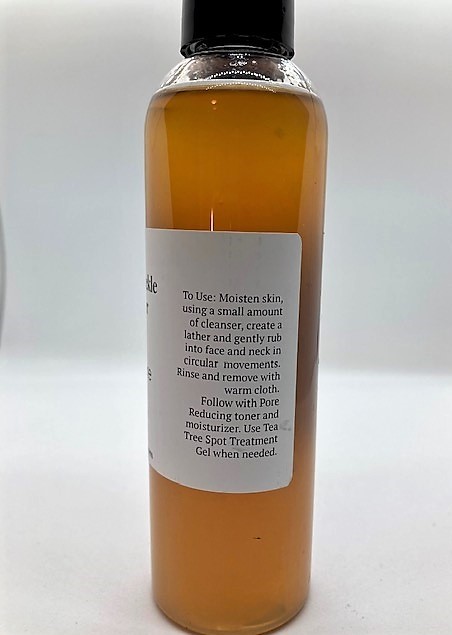 To Use: Moisten skin,
using a small amount
of cleanser, create a
lather and gently rub
into face and neck in
circular movements.
Rinse and remove with
warm cloth.
Follow with Pore
Reducing toner and
moisturizer. Use Tea
Tree Spot Treatment
Gel when needed.